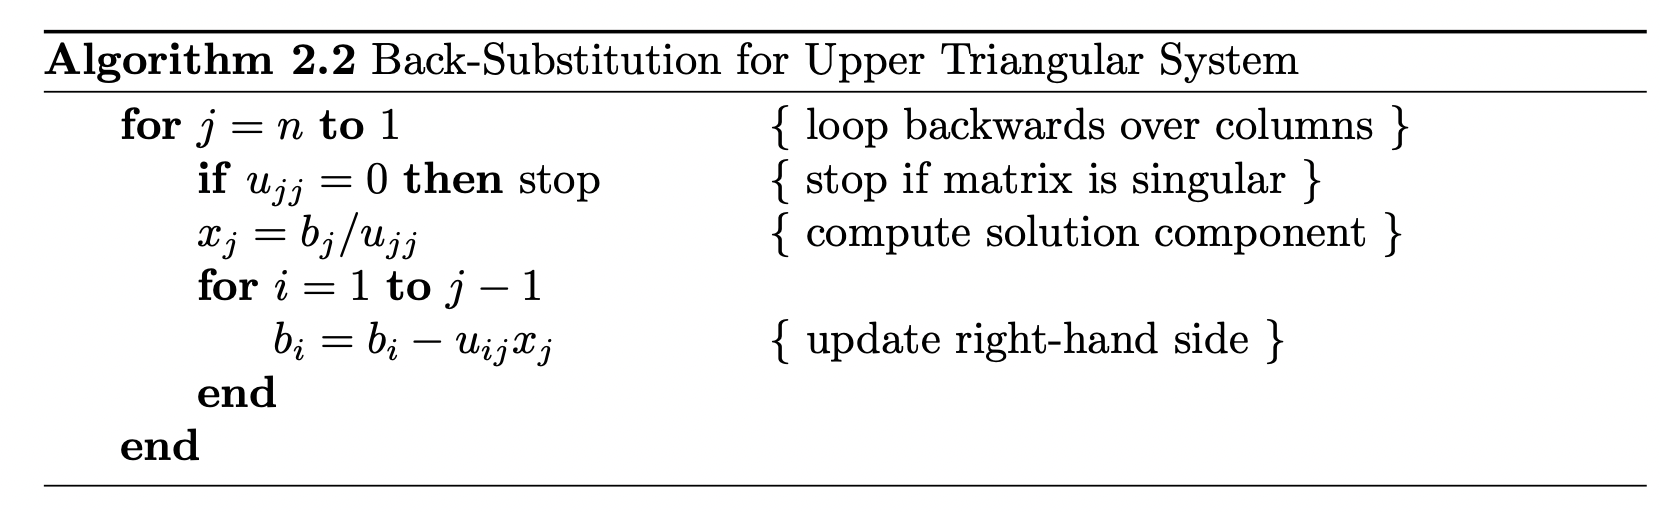 Algorithm 2.2 Back-Substitution for Upper Triangular System
for j = n to 1 { loop backwards over columns }
if u_{jj} = 0 then stop { stop if matrix is singular }
x_j = b_j/u_{jj} { compute solution component }
for i = 1 to j − 1
b_i = b_i − u_{ij}x_j { update right-hand side }
end
end